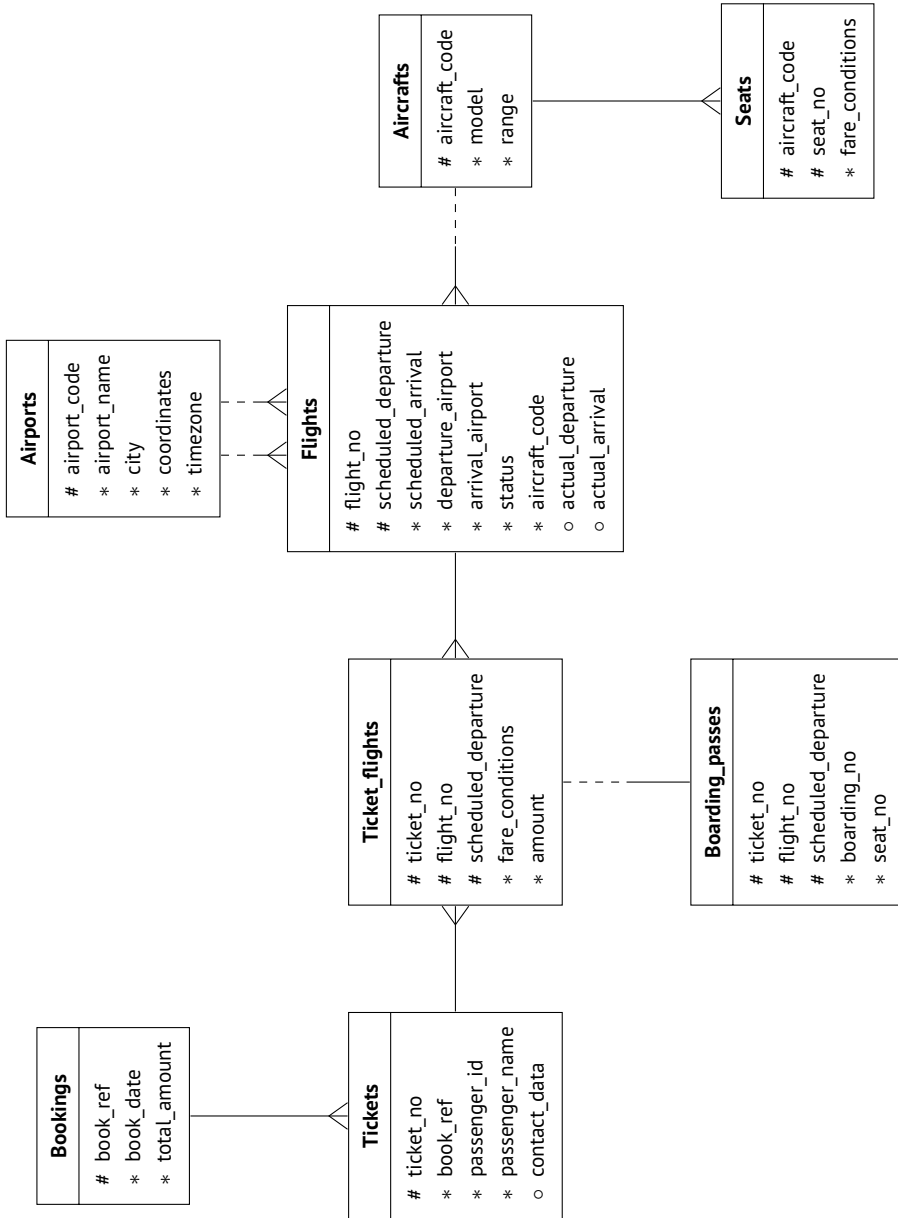 Bookings
# book_ref
* book_date
* total_amount
Airports
# airport_code
* airport_name
* city
* coordinates
* timezone
Aircrafts
# aircraft_code
* model
* range
Tickets
# ticket_no
* book_ref
* passenger_id
* passenger_name
○ contact_data
Ticket_flights
# ticket_no
# flight_no
# scheduled_departure
* fare_conditions
* amount
Flights
# flight_no
# scheduled_departure
* scheduled_arrival
* departure_airport
* arrival_airport
* status
* aircraft_code
○ actual_departure
○ actual_arrival
Boarding_passes
# ticket_no
# flight_no
# scheduled_departure
* boarding_no
* seat_no
Seats
# aircraft_code
# seat_no
* fare_conditions